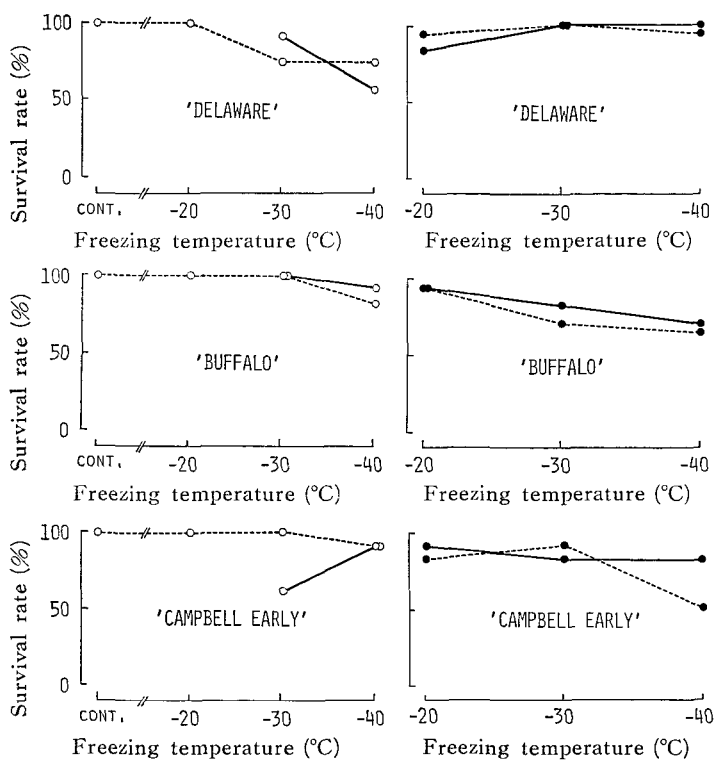 100
50
0
Survival rate (%)
'DELAWARE'
CONT. -20 -30 -40
Freezing temperature (°C)
'DELAWARE'
-20 -30 -40
Freezing temperature (°C)
100
50
0
Survival rate (%)
'BUFFALO'
CONT. -20 -30 -40
Freezing temperature (°C)
'BUFFALO'
-20 -30 -40
Freezing temperature (°C)
100
50
0
Survival rate (%)
'CAMPBELL EARLY'
CONT. -20 -30 -40
Freezing temperature (°C)
'CAMPBELL EARLY'
-20 -30 -40
Freezing temperature (°C)